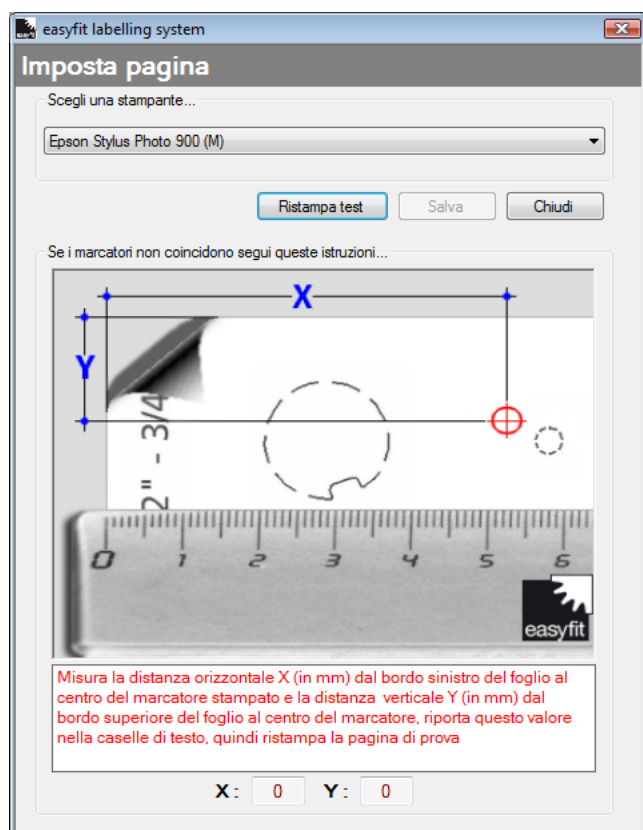 easyfit labelling system
Imposta pagina
Scegli una stampante...
Epson Stylus Photo 900 (M)
Ristampa test
Salva
Chiudi
Se i marcatori non coincidono segui queste istruzioni...
X
Y
2" - 3/4
0 1 2 3 4 5 6
easyfit
Misura la distanza orizzontale X (in mm) dal bordo sinistro del foglio al
centro del marcatore stampato e la distanza verticale Y (in mm) dal
bordo superiore del foglio al centro del marcatore, riporta questo valore
nella caselle di testo, quindi ristampa la pagina di prova
X : 0 Y : 0